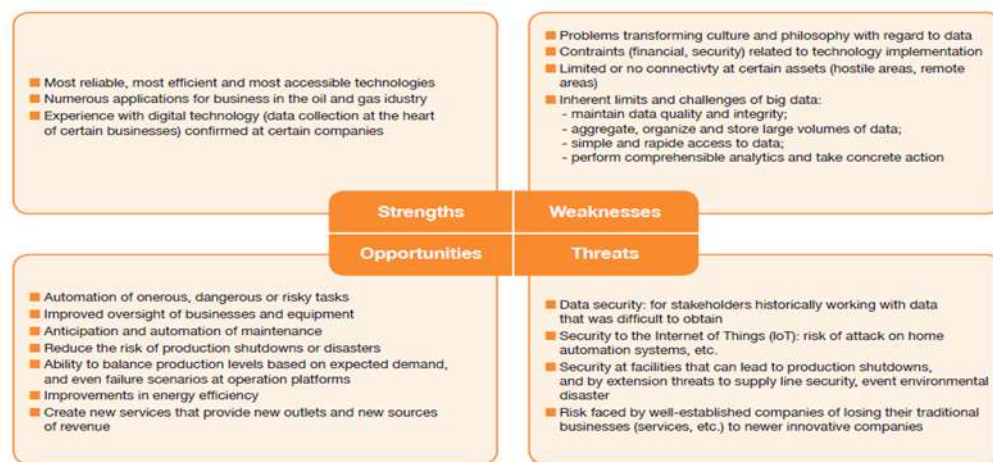 ■ Most reliable, most efficient and most accessible technologies
■ Numerous applications for business in the oil and gas idustry
■ Experience with digital technology (data collection at the heart
of certain businesses) confirmed at certain companies
■ Problems transforming culture and philosophy with regard to data
■ Contraints (financial, security) related to technology implementation
■ Limited or no connectivty at certain assets (hostile areas, remote
areas)
■ Inherent limits and challenges of big data:
- maintain data quality and integrity;
- aggregate, organize and store large volumes of data;
- simple and rapide access to data;
- perform comprehensible analytics and take concrete action
Strengths
Weaknesses
Opportunities
Threats
■ Automation of onerous, dangerous or risky tasks
■ Improved oversight of businesses and equipment
■ Anticipation and automation of maintenance
■ Reduce the risk of production shutdowns or disasters
■ Ability to balance production levels based on expected demand,
and even failure scenarios at operation platforms
■ Improvements in energy efficiency
■ Create new services that provide new outlets and new sources
of revenue
■ Data security: for stakeholders historically working with data
that was difficult to obtain
■ Security to the Internet of Things (IoT): risk of attack on home
automation systems, etc.
■ Security at facilities that can lead to production shutdowns,
and by extension threats to supply line security, event environmental
disaster
■ Risk faced by well-established companies of losing their traditional
businesses (services, etc.) to newer innovative companies